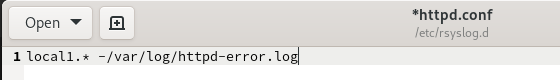 Open
*httpd.conf
/etc/rsyslog.d
1 local1.* -/var/log/httpd-error.log